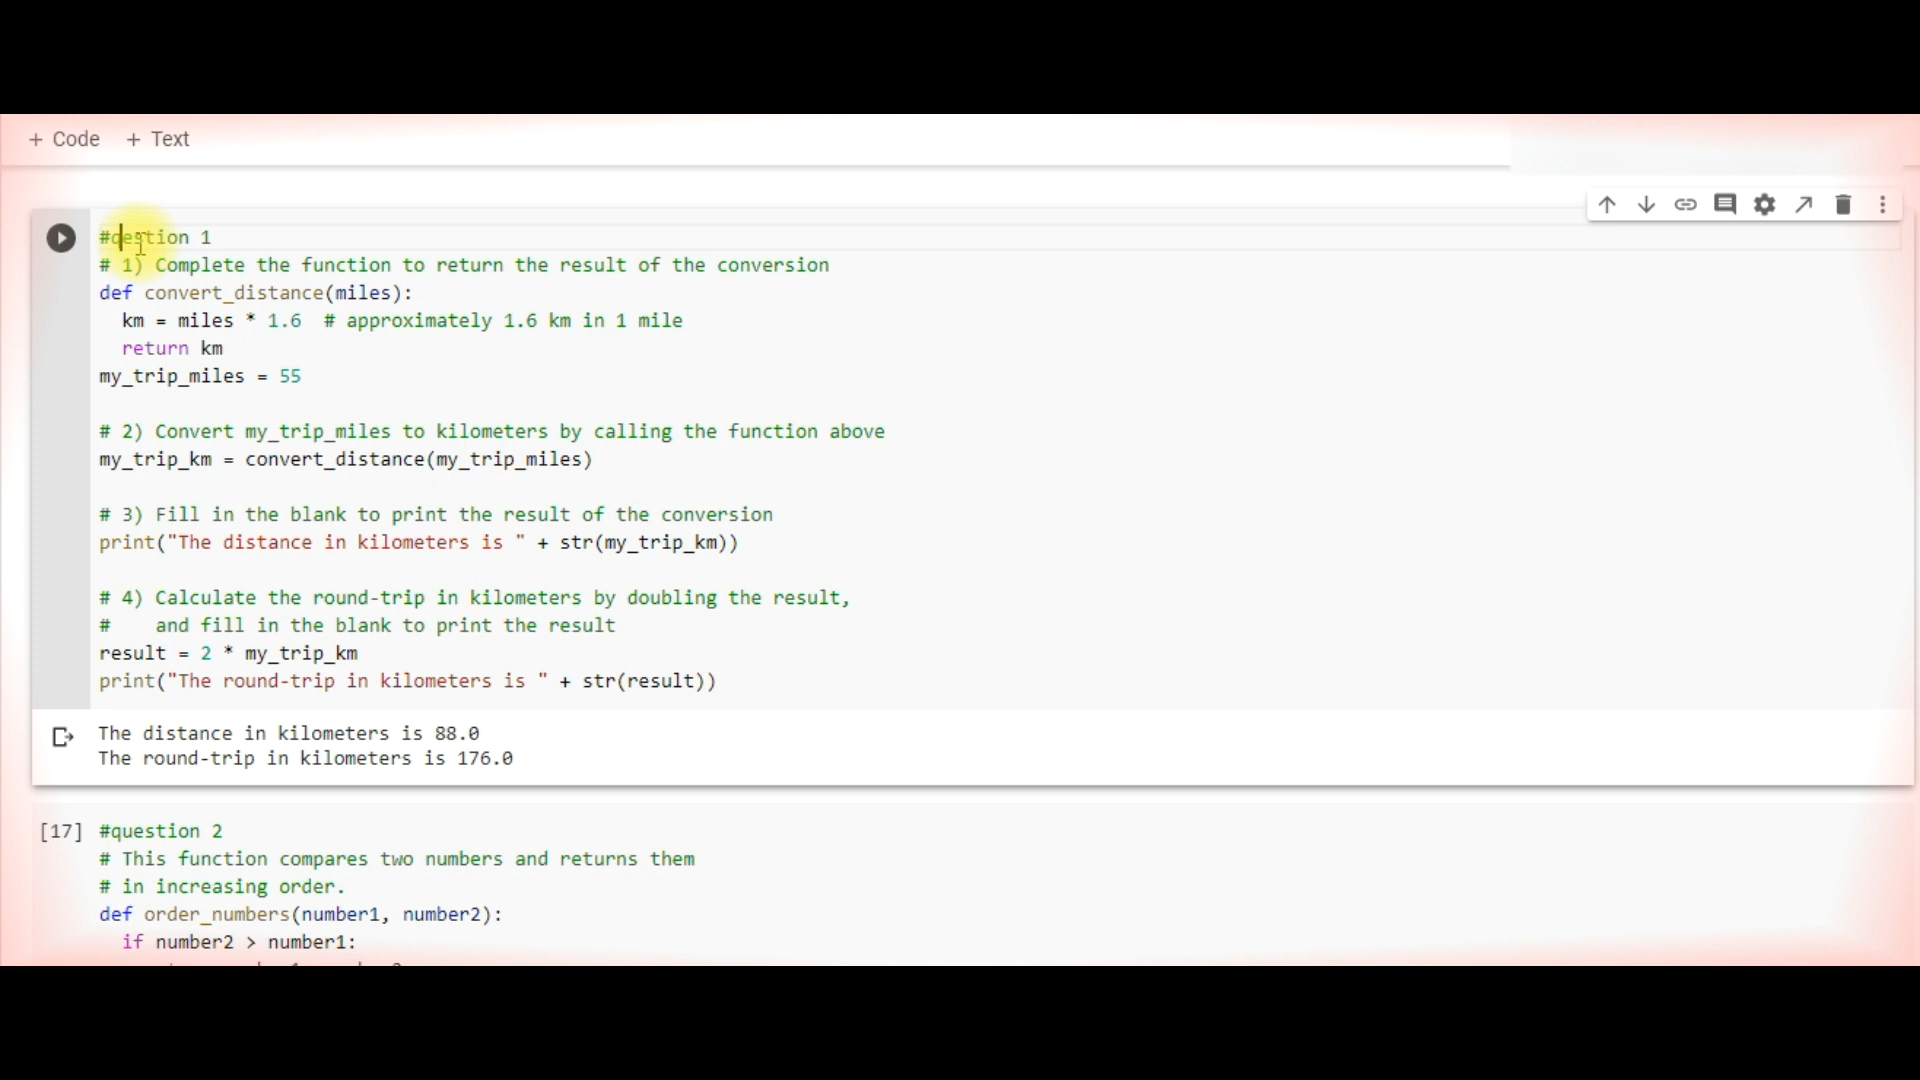 + Code + Text
#qestion 1
# 1) Complete the function to return the result of the conversion
def convert_distance(miles):
  km = miles * 1.6  # approximately 1.6 km in 1 mile
  return km
my_trip_miles = 55
# 2) Convert my_trip_miles to kilometers by calling the function above
my_trip_km = convert_distance(my_trip_miles)
# 3) Fill in the blank to print the result of the conversion
print("The distance in kilometers is " + str(my_trip_km))
# 4) Calculate the round-trip in kilometers by doubling the result,
#    and fill in the blank to print the result
result = 2 * my_trip_km
print("The round-trip in kilometers is " + str(result))
The distance in kilometers is 88.0
The round-trip in kilometers is 176.0
[17] #question 2
# This function compares two numbers and returns them
# in increasing order.
def order_numbers(number1, number2):
  if number2 > number1: